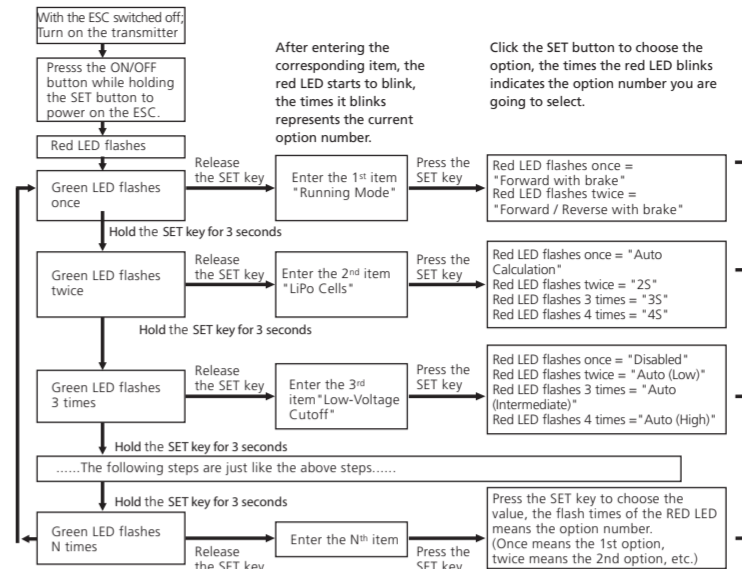 With the ESC switched off;
Turn on the transmitter
Presss the ON/OFF
button while holding
the SET button to
power on the ESC.
After entering the
corresponding item, the
red LED starts to blink,
the times it blinks
represents the current
option number.
Click the SET button to choose the
option, the times the red LED blinks
indicates the option number you are
going to select.
Red LED flashes
Green LED flashes
once
Release
the SET key
Enter the 1st item
"Running Mode"
Press the
SET key
Red LED flashes once =
"Forward with brake"
Red LED flashes twice =
"Forward / Reverse with brake"
Hold the SET key for 3 seconds
Green LED flashes
twice
Release
the SET key
Enter the 2nd item
"LiPo Cells"
Press the
SET key
Red LED flashes once = "Auto
Calculation"
Red LED flashes twice = "2S"
Red LED flashes 3 times = "3S"
Red LED flashes 4 times = "4S"
Hold the SET key for 3 seconds
Green LED flashes
3 times
Release
the SET key
Enter the 3rd
item"Low-Voltage
Cutoff"
Press the
SET key
Red LED flashes once = "Disabled"
Red LED flashes twice = "Auto (Low)"
Red LED flashes 3 times = "Auto
(Intermediate)"
Red LED flashes 4 times ="Auto (High)"
Hold the SET key for 3 seconds
......The following steps are just like the above steps......
Hold the SET key for 3 seconds
Green LED flashes
N times
Release
the SET key
Enter the Nth item
Press the
SET key
Press the SET key to choose the
value, the flash times of the RED LED
means the option number.
(Once means the 1st option,
twice means the 2nd option, etc.)